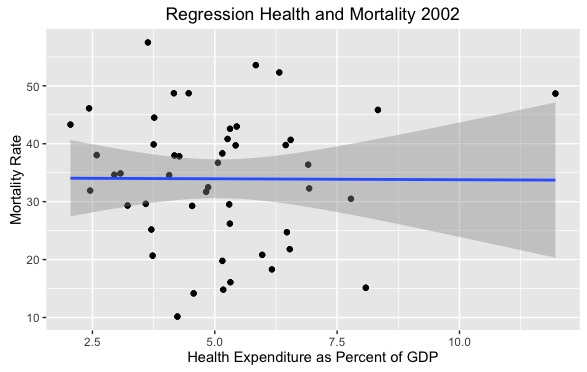 Regression Health and Mortality 2002
Mortality Rate
50
40
30
20
10
2.5 5.0 7.5 10.0
Health Expenditure as Percent of GDP